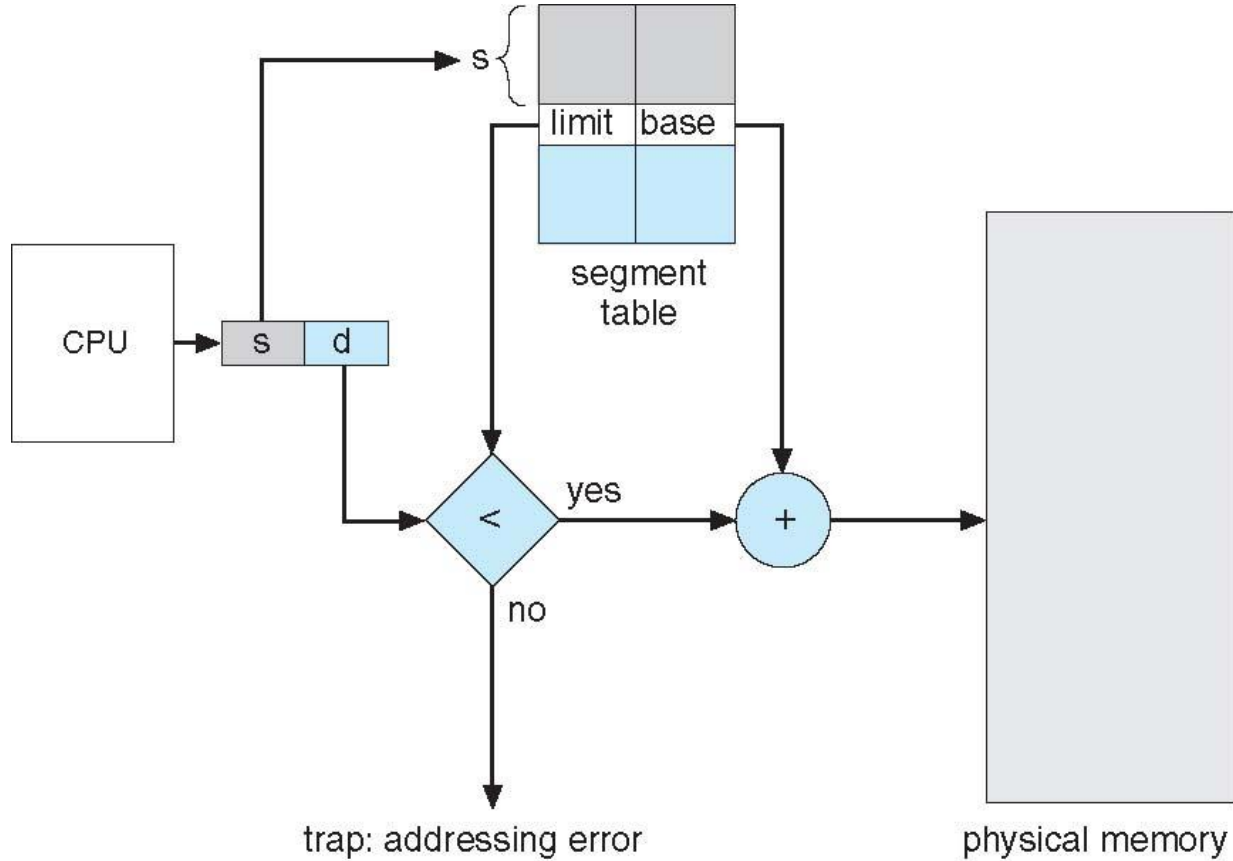 s
limit base
segment
table
CPU
s d
<
yes
+
no
trap: addressing error
physical memory